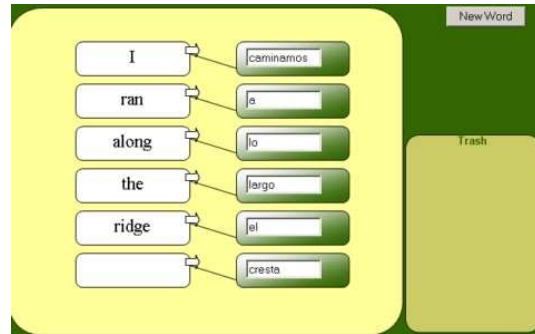 New Word
I caminamos
ran a
along lo
Trash
the largo
ridge el
cresta